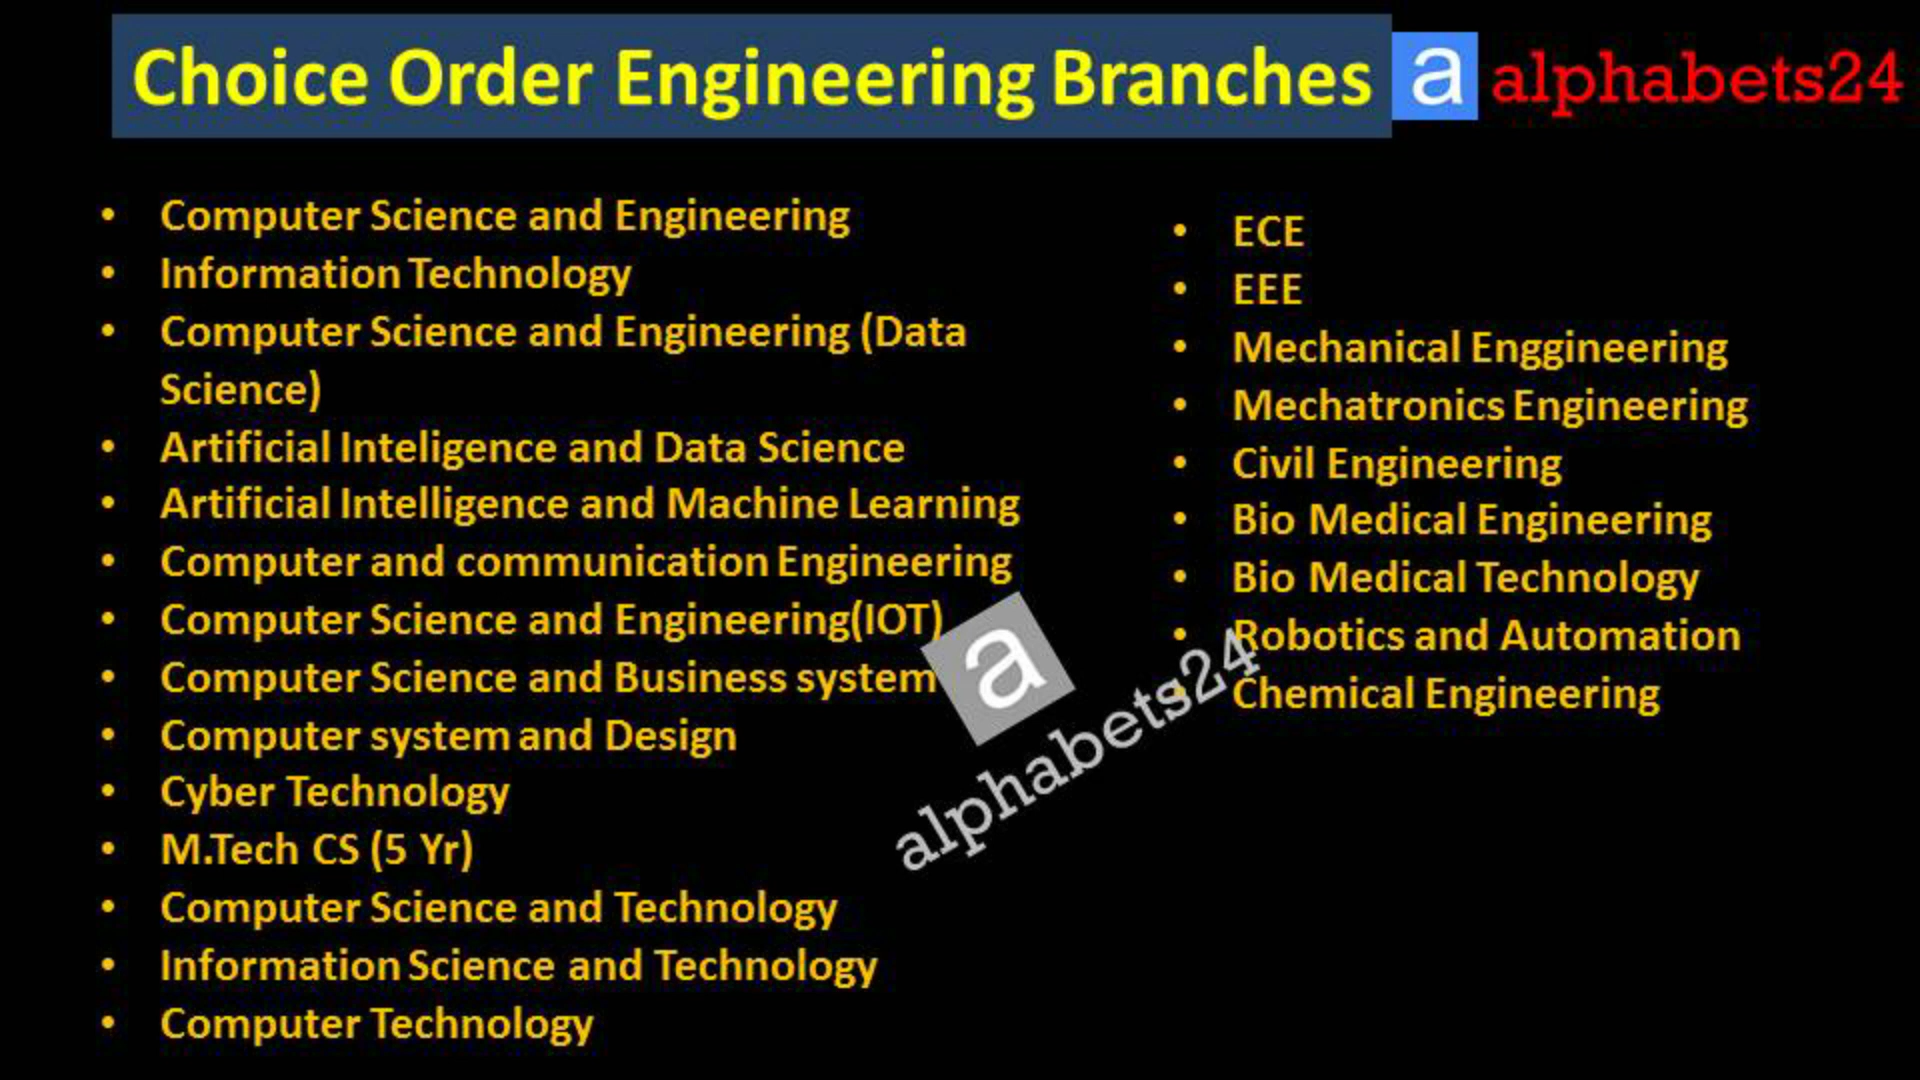 Choice Order Engineering Branches
a alphabets24
• Computer Science and Engineering
• Information Technology
• Computer Science and Engineering (Data
Science)
• Artificial Inteligence and Data Science
• Artificial Intelligence and Machine Learning
• Computer and communication Engineering
• Computer Science and Engineering(IOT)
• Computer Science and Business system
• Computer system and Design
• Cyber Technology
• M.Tech CS (5 Yr)
• Computer Science and Technology
• Information Science and Technology
• Computer Technology
• ECE
• EEE
• Mechanical Enggineering
• Mechatronics Engineering
• Civil Engineering
• Bio Medical Engineering
• Bio Medical Technology
• Robotics and Automation
• Chemical Engineering
a
alphabets24